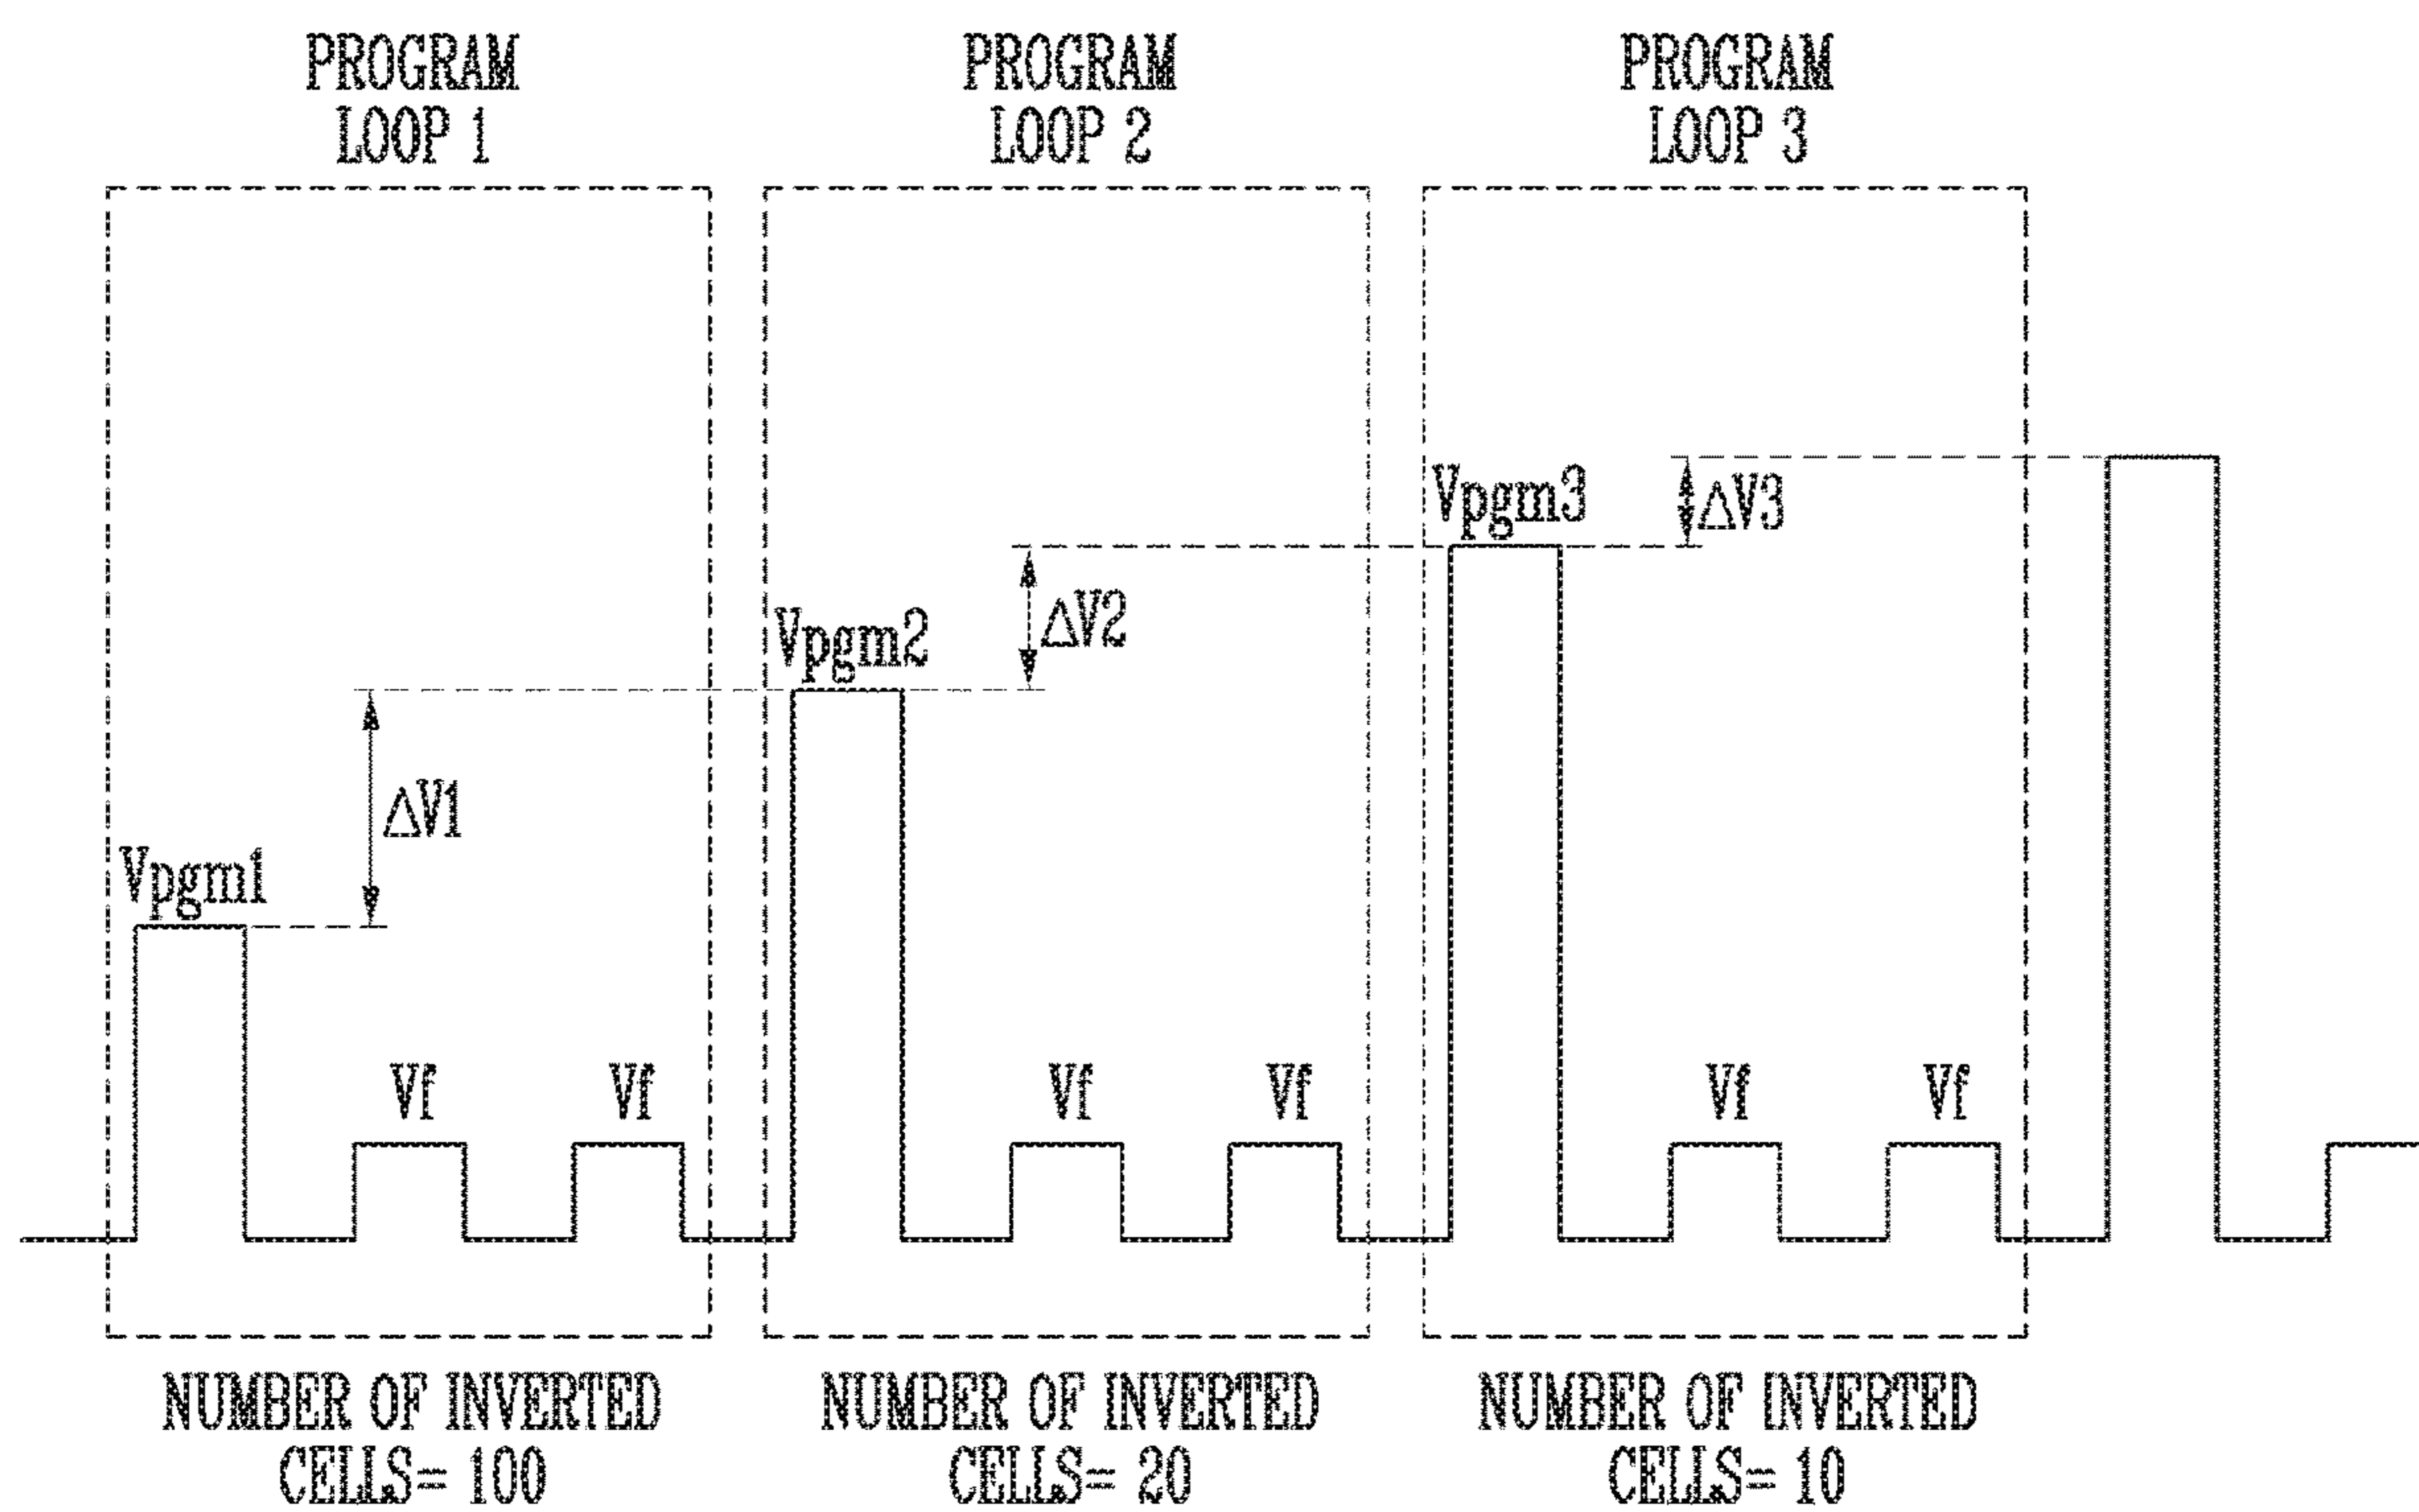 PROGRAM
LOOP 1
PROGRAM
LOOP 2
PROGRAM
LOOP 3
Vpgm3
ΔV3
Vpgm2
ΔV2
Vpgm1
ΔV1
Vf
Vf
Vf
Vf
Vf
Vf
NUMBER OF INVERTED
CELLS= 100
NUMBER OF INVERTED
CELLS= 20
NUMBER OF INVERTED
CELLS= 10